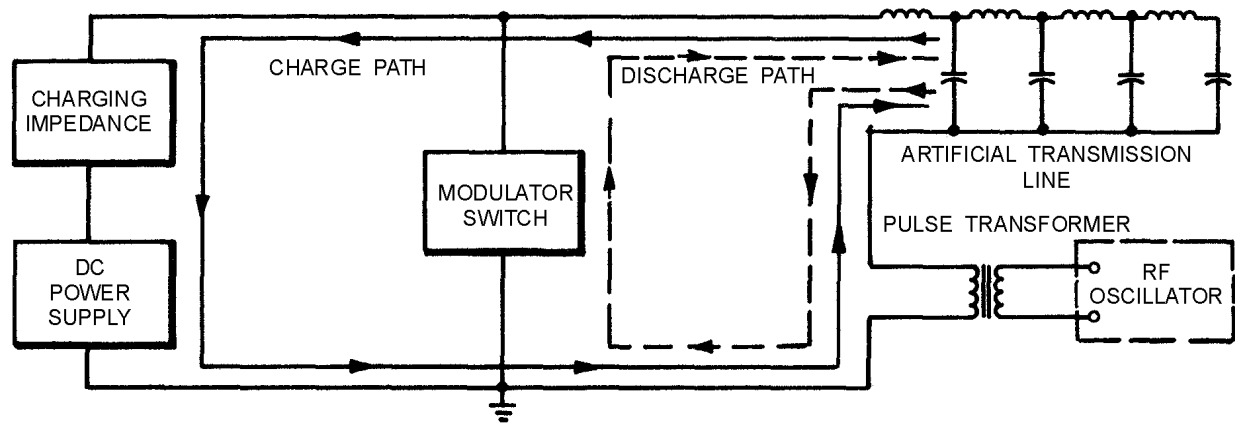 CHARGE PATH
DISCHARGE PATH
CHARGING
IMPEDANCE
MODULATOR
SWITCH
ARTIFICIAL TRANSMISSION
LINE
PULSE TRANSFORMER
DC
POWER
SUPPLY
RF
OSCILLATOR